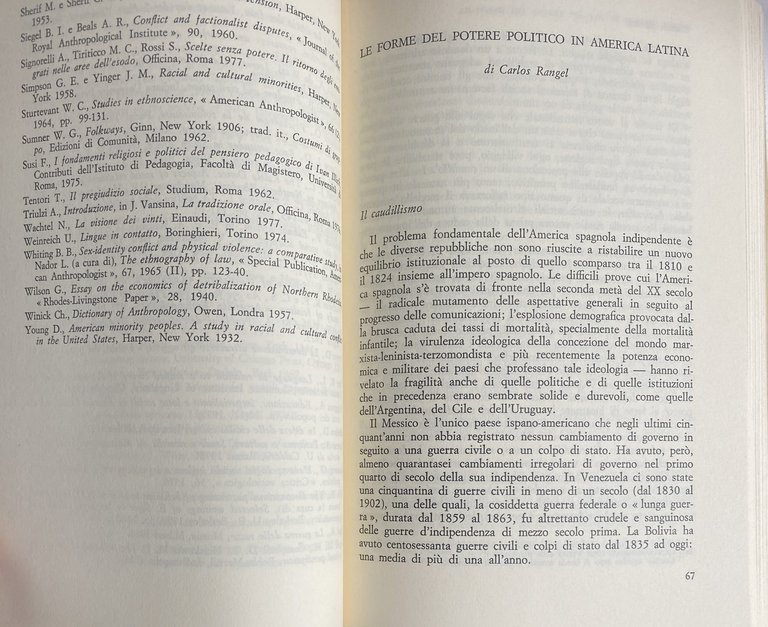 Sherif M. e Sherif
ension, Harper, New York
1953.
Siegel B. I. e Beals A. R., Conflict and factionalist disputes, « Journal of the
Royal Anthropological Institute », 90, 1960.
Signorelli A., Tiriticco M. C., Rossi S., Scelte senza potere. Il ritorno degli
grati nelle aree dell'esodo, Officina, Roma 1977.
Simpson G. E. e Yinger J. M., Racial and cultural minorities, Harper, New
York 1958.
Sturtevant W. C., Studies in ethnoscience, « American Anthropologist », 66
1964, pp. 99-131.
Sumner W. G., Folkways, Ginn, New York 1906; trad. it., Costumi di
po, Edizioni di Comunità, Milano 1962.
Susi F., I fondamenti religiosi e politici del pensiero pedagogico di Ivan
Contributi dell'Istituto di Pedagogia, Facoltà di Magistero, Università
Roma, 1975.
Tentori T., Il pregiudizio sociale, Studium, Roma 1962.
Triulzi A., Introduzione, in J. Vansina, La tradizione orale, Officina, Roma
Wachtel N., La visione dei vinti, Einaudi, Torino 1977.
Weinreich U., Lingue in contatto, Boringhieri, Torino 1974.
Whiting B. B., Sex-identity conflict and physical violence: a comparative
Nador L. (a cura di), The ethnography of law, « Special Publication,
can Anthropologist », 67, 1965 (II), pp. 123-40.
Wilson G., Essay on the economics of detribalization of Northern
« Rhodes-Livingstone Paper », 28, 1940.
Winick Ch., Dictionary of Anthropology, Owen, Londra 1957.
Young D., American minority peoples. A study in racial and cultural
in the United States, Harper, New York 1932.
LE FORME DEL POTERE POLITICO IN AMERICA LATINA
di Carlos Rangel
Il caudillismo
Il problema fondamentale dell'America spagnola indipendente è
che le diverse repubbliche non sono riuscite a ristabilire un nuovo
equilibrio istituzionale al posto di quello scomparso tra il 1810 e
il 1824 insieme all'impero spagnolo. Le difficili prove cui l'Ameri-
ca spagnola s'è trovata di fronte nella seconda metà del XX secolo
— il radicale mutamento delle aspettative generali in seguito al
progresso delle comunicazioni; l'esplosione demografica provocata dal-
la brusca caduta dei tassi di mortalità, specialmente della mortalità
infantile; la virulenza ideologica della concezione del mondo mar-
xista-leninista-terzomondista e più recentemente la potenza econo-
mica e militare dei paesi che professano tale ideologia — hanno ri-
velato la fragilità anche di quelle politiche e di quelle istituzioni
che in precedenza erano sembrate solide e durevoli, come quelle
dell'Argentina, del Cile e dell'Uruguay.
Il Messico è l'unico paese ispano-americano che negli ultimi cin-
quant'anni non abbia registrato nessun cambiamento di governo in
seguito a una guerra civile o a un colpo di stato. Ha avuto, però,
almeno quarantasei cambiamenti irregolari di governo nel primo
quarto di secolo della sua indipendenza. In Venezuela ci sono state
una cinquantina di guerre civili in meno di un secolo (dal 1830 al
1902), una delle quali, la cosiddetta guerra federale o « lunga guer-
ra », durata dal 1859 al 1863, fu altrettanto crudele e sanguinosa
delle guerre d'indipendenza di mezzo secolo prima. La Bolivia ha
avuto centosessanta guerre civili e colpi di stato dal 1835 ad oggi:
una media di più di una all'anno.
67